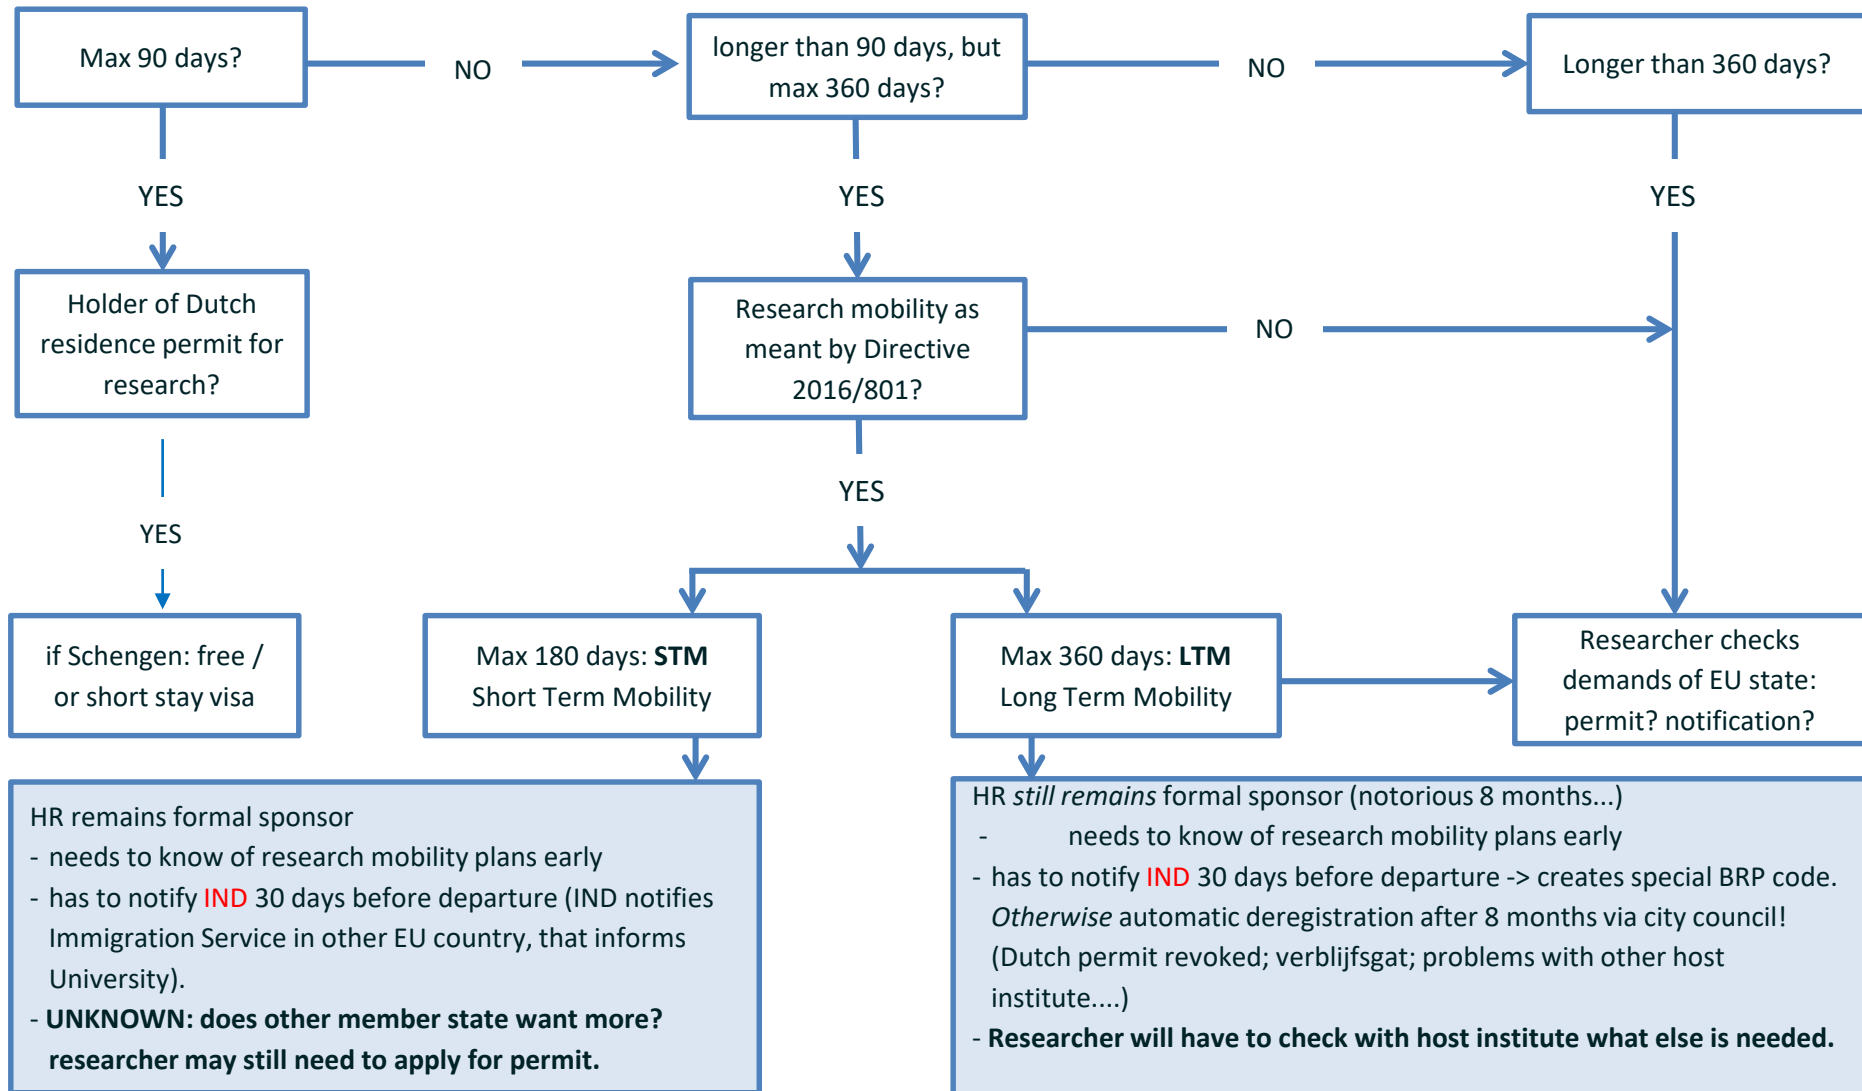 Max 90 days?
NO
longer than 90 days, but
max 360 days?
NO
Longer than 360 days?
YES
YES
YES
Holder of Dutch
residence permit for
research?
Research mobility as
meant by Directive
2016/801?
NO
YES
YES
if Schengen: free /
or short stay visa
Max 180 days: STM
Short Term Mobility
Max 360 days: LTM
Long Term Mobility
Researcher checks
demands of EU state:
permit? notification?
HR remains formal sponsor
- needs to know of research mobility plans early
- has to notify IND 30 days before departure (IND notifies
Immigration Service in other EU country, that informs
University).
- UNKNOWN: does other member state want more?
researcher may still need to apply for permit.
HR still remains formal sponsor (notorious 8 months...)
- needs to know of research mobility plans early
- has to notify IND 30 days before departure -> creates special BRP code.
Otherwise automatic deregistration after 8 months via city council!
(Dutch permit revoked; verblijfsgat; problems with other host
institute....)
- Researcher will have to check with host institute what else is needed.